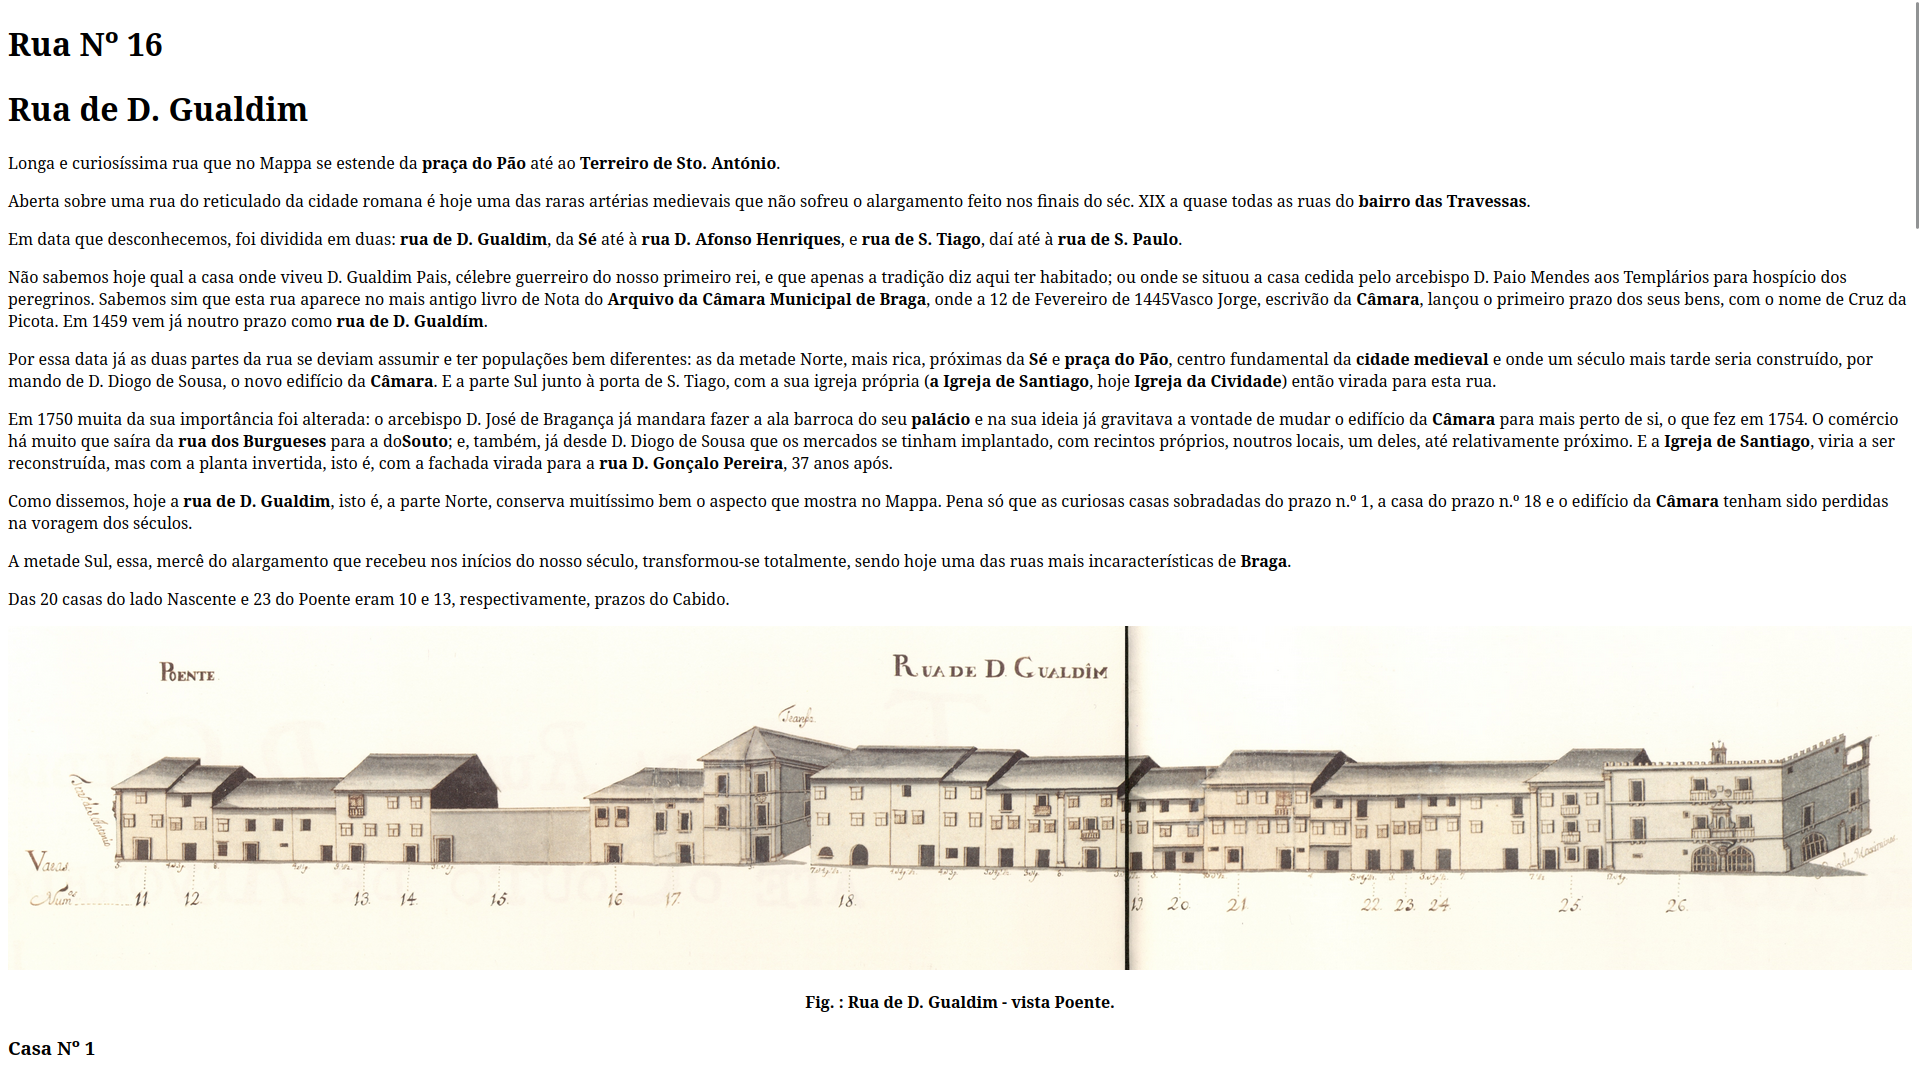 Rua Nº 16
Rua de D. Gualdim
Longa e curiosíssima rua que no Mappa se estende da praça do Pão até ao Terreiro de Sto. António.
Aberta sobre uma rua do reticulado da cidade romana é hoje uma das raras artérias medievais que não sofreu o alargamento feito nos finais do séc. XIX a quase todas as ruas do bairro das Travessas.
Em data que desconhecemos, foi dividida em duas: rua de D. Gualdim, da Sé até à rua D. Afonso Henriques, e rua de S. Tiago, daí até à rua de S. Paulo.
Não sabemos hoje qual a casa onde viveu D. Gualdim Pais, célebre guerreiro do nosso primeiro rei, e que apenas a tradição diz aqui ter habitado; ou onde se situou a casa cedida pelo arcebispo D. Paio Mendes aos Templários para hospício dos
peregrinos. Sabemos sim que esta rua aparece no mais antigo livro de Nota do Arquivo da Câmara Municipal de Braga, onde a 12 de Fevereiro de 1445Vasco Jorge, escrivão da Câmara, lançou o primeiro prazo dos seus bens, com o nome de Cruz da
Picota. Em 1459 vem já noutro prazo como rua de D. Gualdím.
Por essa data já as duas partes da rua se deviam assumir e ter populações bem diferentes: as da metade Norte, mais rica, próximas da Sé e praça do Pão, centro fundamental da cidade medieval e onde um século mais tarde seria construído, por
mando de D. Diogo de Sousa, o novo edifício da Câmara. E a parte Sul junto à porta de S. Tiago, com a sua igreja própria (a Igreja de Santiago, hoje Igreja da Cividade) então virada para esta rua.
Em 1750 muita da sua importância foi alterada: o arcebispo D. José de Bragança já mandara fazer a ala barroca do seu palácio e na sua ideia já gravitava a vontade de mudar o edifício da Câmara para mais perto de si, o que fez em 1754. O comércio
há muito que saíra da rua dos Burgueses para a doSouto; e, também, já desde D. Diogo de Sousa que os mercados se tinham implantado, com recintos próprios, noutros locais, um deles, até relativamente próximo. E a Igreja de Santiago, viria a ser
reconstruída, mas com a planta invertida, isto é, com a fachada virada para a rua D. Gonçalo Pereira, 37 anos após.
Como dissemos, hoje a rua de D. Gualdim, isto é, a parte Norte, conserva muitíssimo bem o aspecto que mostra no Mappa. Pena só que as curiosas casas sobradadas do prazo n.º 1, a casa do prazo n.º 18 e o edifício da Câmara tenham sido perdidas
na voragem dos séculos.
A metade Sul, essa, mercê do alargamento que recebeu nos inícios do nosso século, transformou-se totalmente, sendo hoje uma das ruas mais incaracterísticas de Braga.
Das 20 casas do lado Nascente e 23 do Poente eram 10 e 13, respectivamente, prazos do Cabido.
POENTE
RUA DE D. GUALDÎM
Varas.
Num.os 11. 12. 13. 14. 15. 16 17. 18. 19. 20. 21. 22. 23. 24. 25. 26.
Fig. : Rua de D. Gualdim - vista Poente.
Casa Nº 1